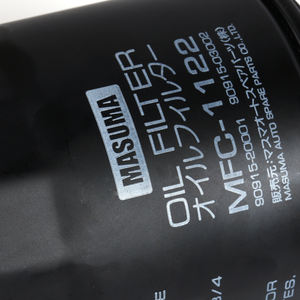 MASUMA
OIL FILTER
オイルフィルター
MFC-1122
90915-20001 90915-03002
販売元:マスマオートスペアパーツ(株)
MASUMA AUTO SPARE PARTS CO.,LTD.
3/4